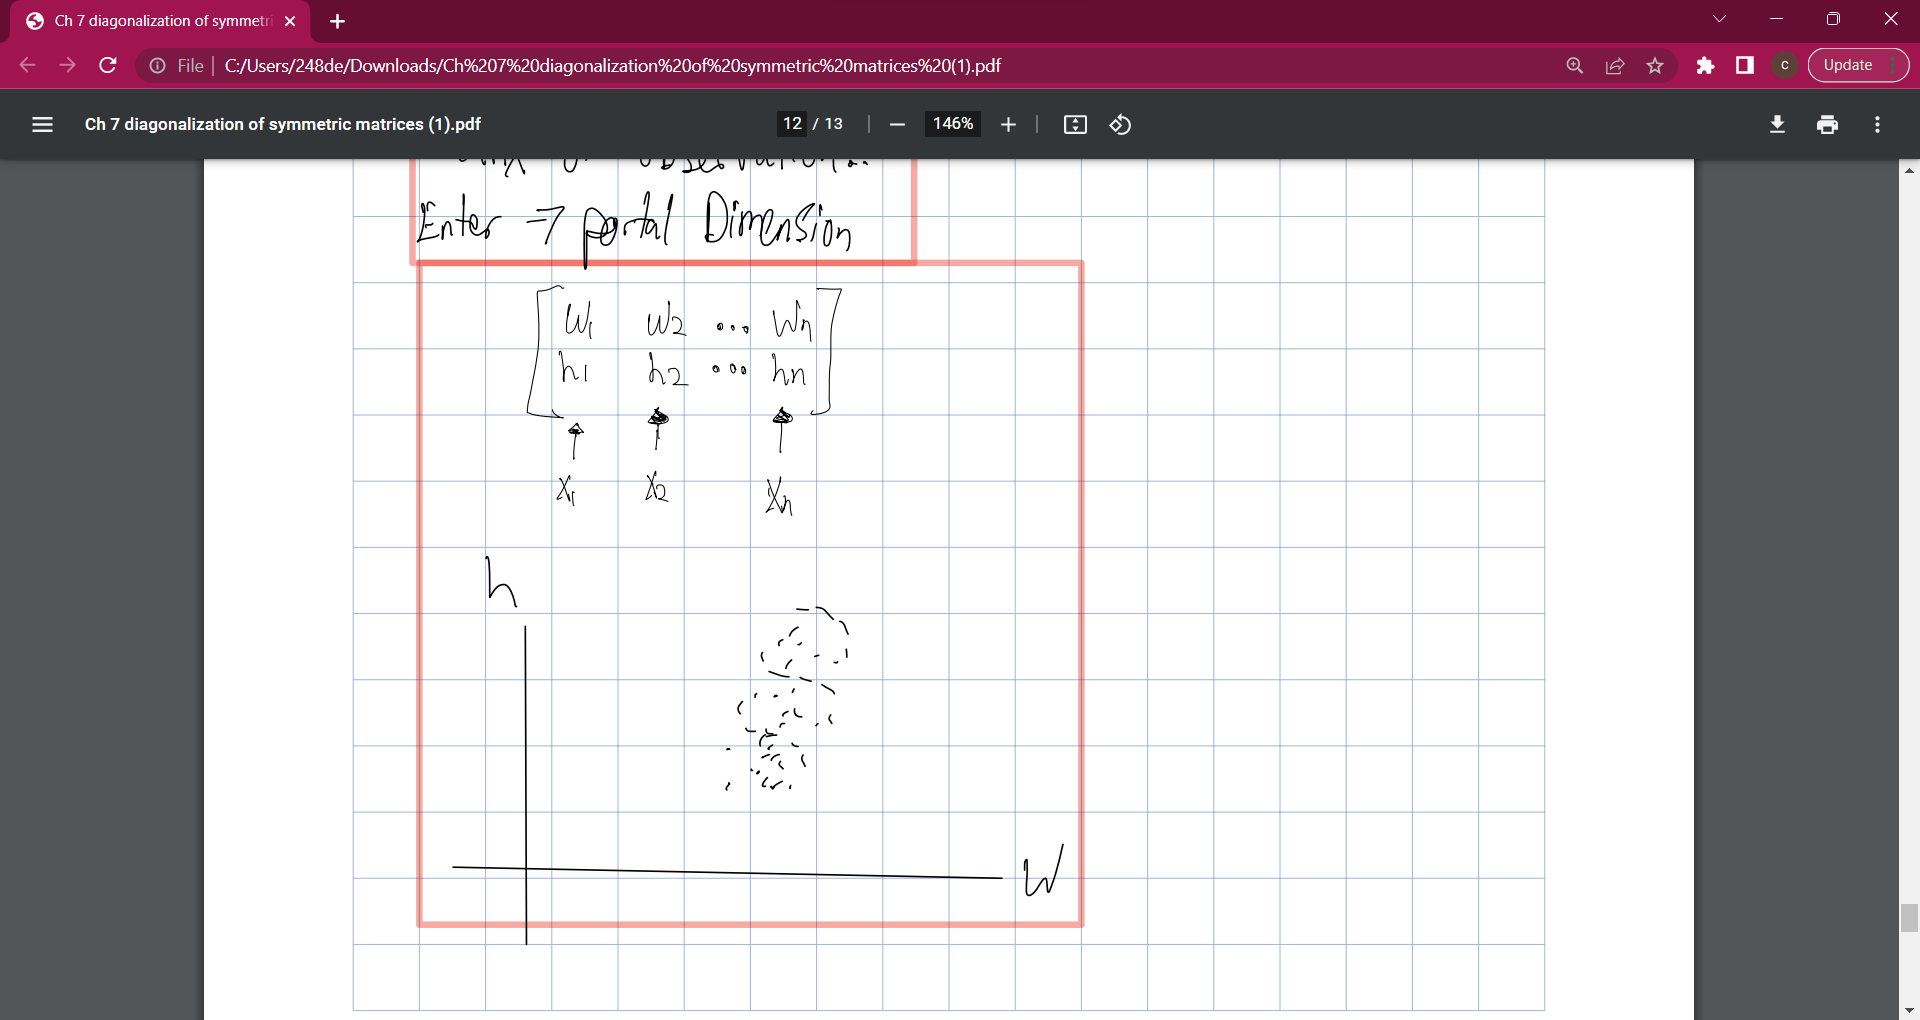 Ch 7 diagonalization of symmetri
File | C:/Users/248de/Downloads/Ch%207%20diagonalization%20of%20symmetric%20matrices%20(1).pdf
C
Update
Ch 7 diagonalization of symmetric matrices (1).pdf
12 / 13
146%
observations.
Enter => portal Dimension
W1 W2 ... Wn
h1 h2 ... hn
X1 X2 Xn
h
W